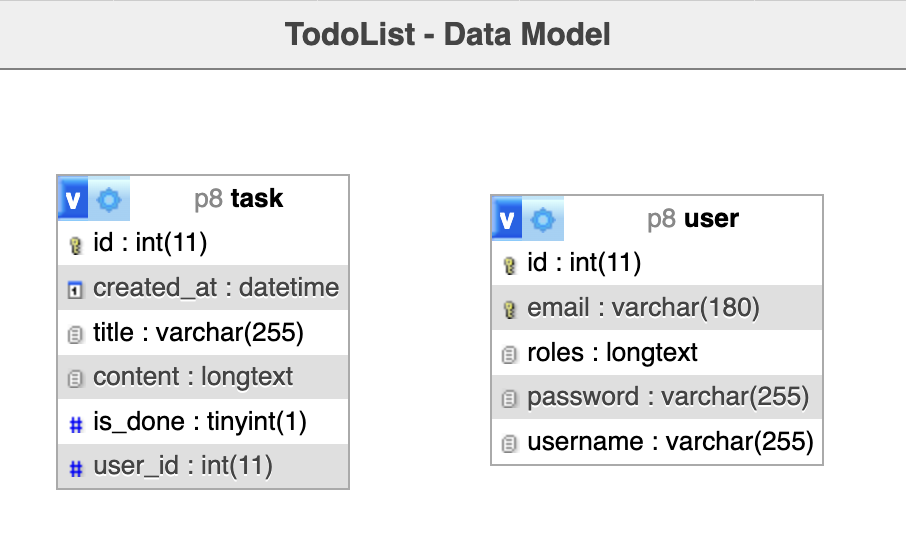 TodoList - Data Model
v p8 task
id : int(11)
created_at : datetime
title : varchar(255)
content : longtext
is_done : tinyint(1)
user_id : int(11)
v p8 user
id : int(11)
email : varchar(180)
roles : longtext
password : varchar(255)
username : varchar(255)